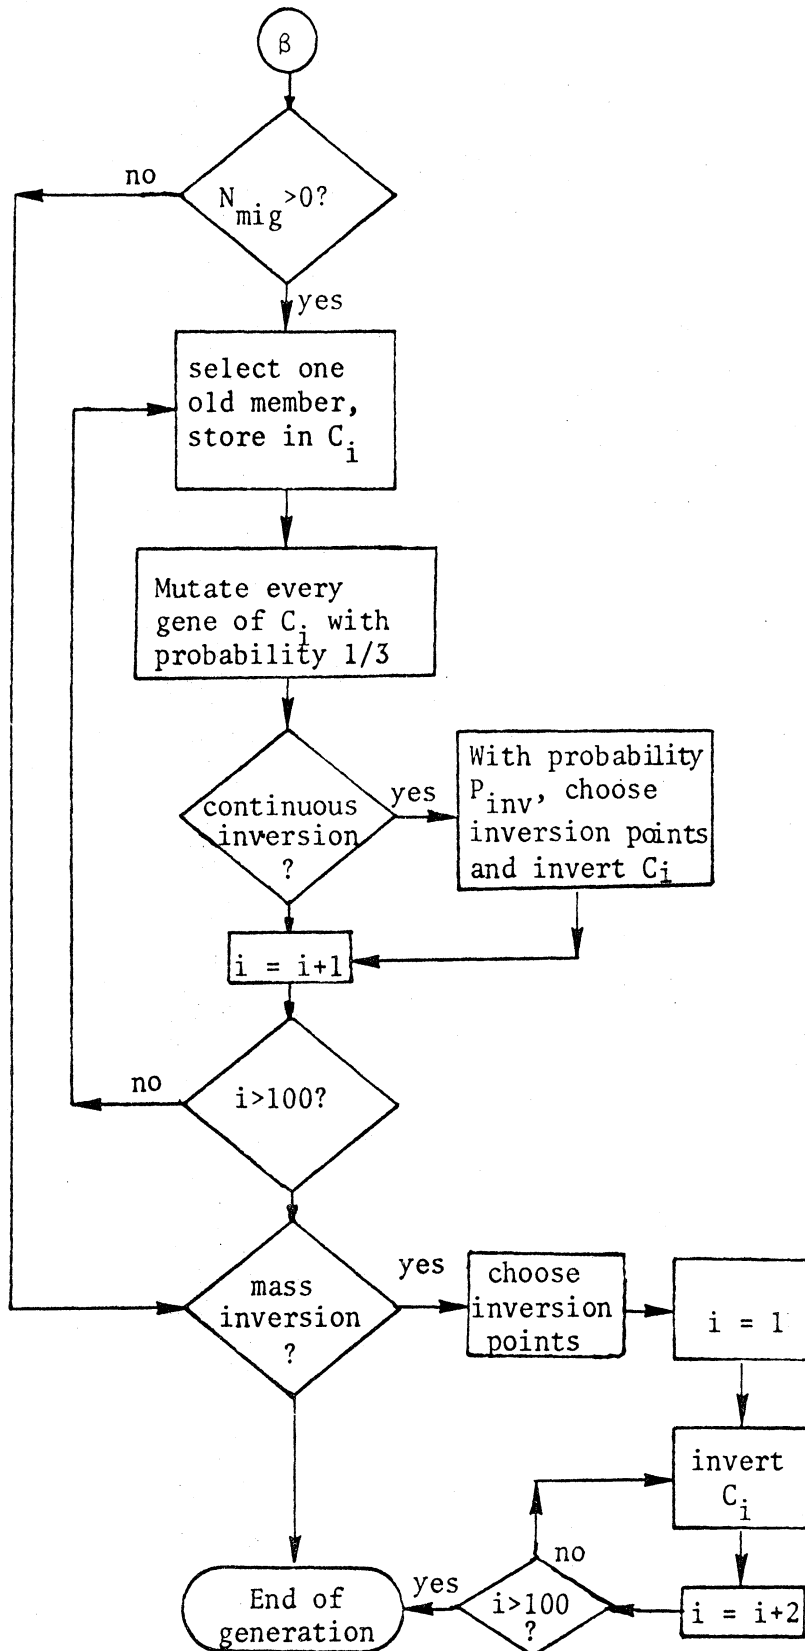 β
no
N_mig >0?
yes
select one
old member,
store in C_i
Mutate every
gene of C_i with
probability 1/3
continuous
inversion
?
yes
With probability
P_inv, choose
inversion points
and invert C_i
i = i+1
no
i>100?
mass
inversion
?
yes
choose
inversion
points
i = 1
invert
C_i
no
i = i+2
i>100
?
yes
End of
generation